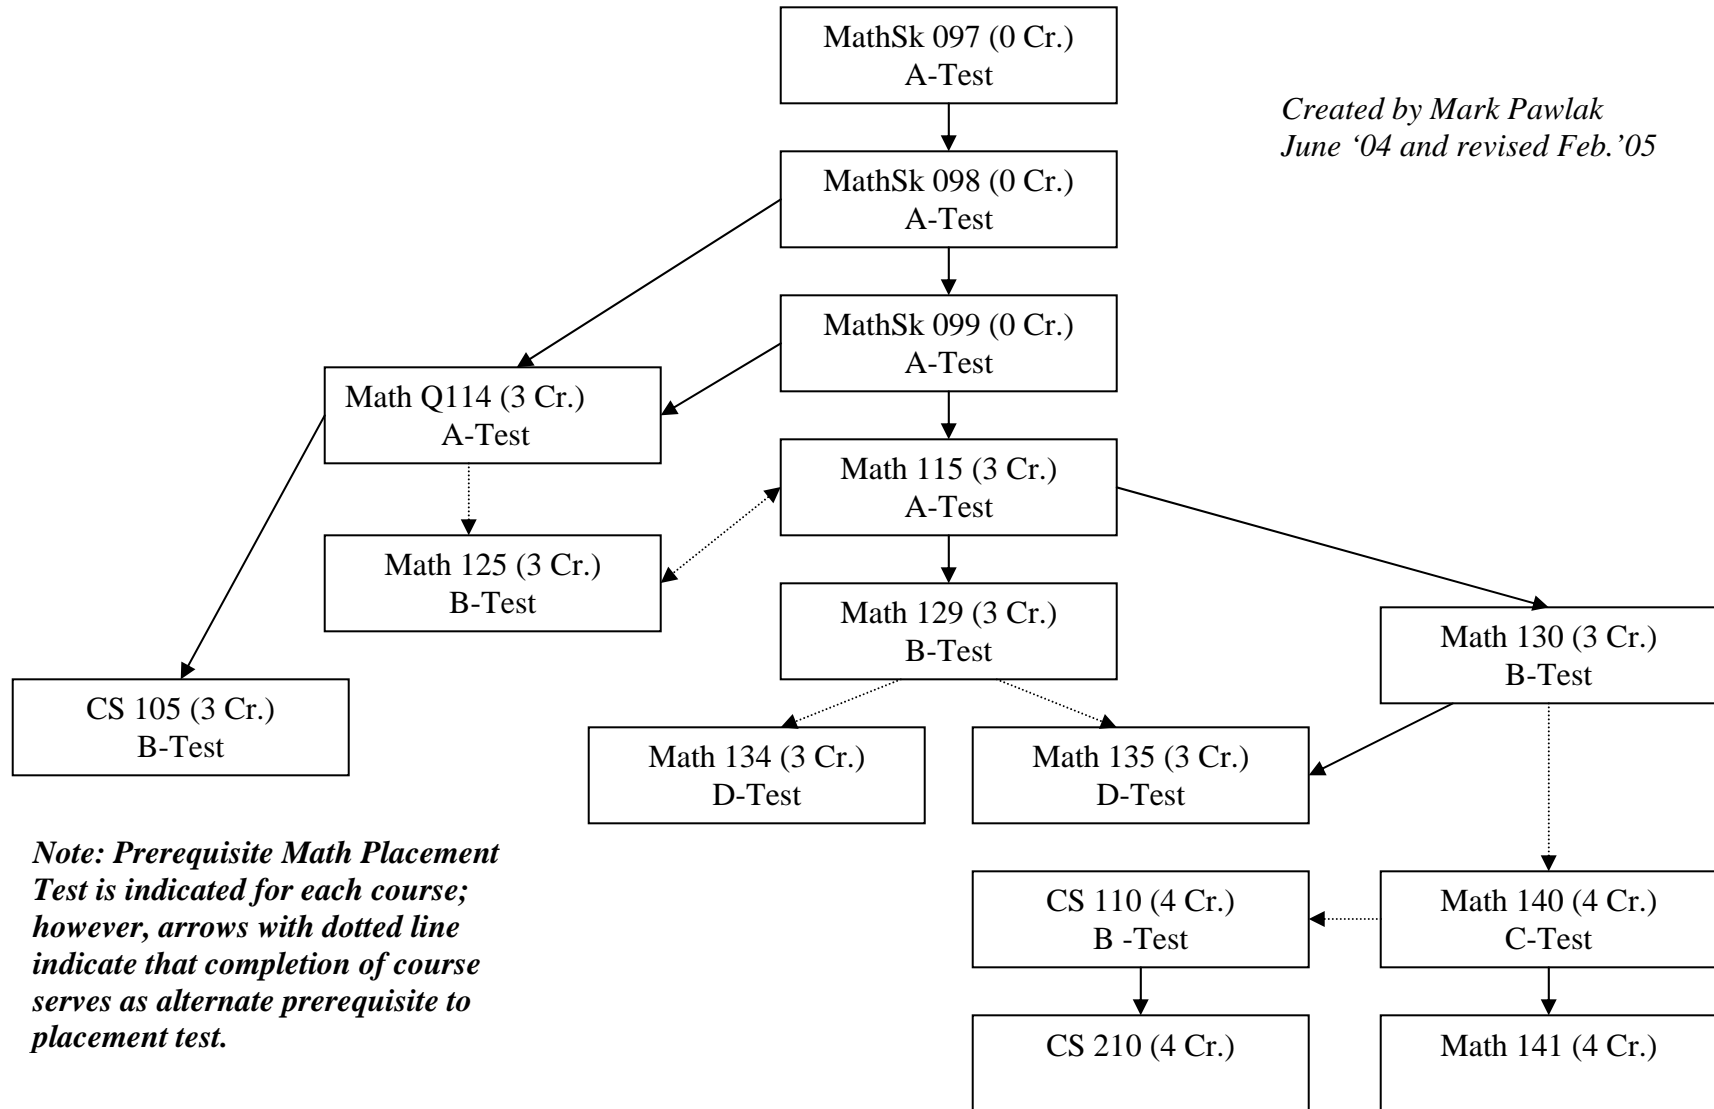 MathSk 097 (0 Cr.)
A-Test
Created by Mark Pawlak
June ‘04 and revised Feb.’05
MathSk 098 (0 Cr.)
A-Test
MathSk 099 (0 Cr.)
A-Test
Math Q114 (3 Cr.)
A-Test
Math 115 (3 Cr.)
A-Test
Math 125 (3 Cr.)
B-Test
Math 129 (3 Cr.)
B-Test
Math 130 (3 Cr.)
B-Test
CS 105 (3 Cr.)
B-Test
Math 134 (3 Cr.)
D-Test
Math 135 (3 Cr.)
D-Test
Note: Prerequisite Math Placement
Test is indicated for each course;
however, arrows with dotted line
indicate that completion of course
serves as alternate prerequisite to
placement test.
CS 110 (4 Cr.)
B -Test
Math 140 (4 Cr.)
C-Test
CS 210 (4 Cr.)
Math 141 (4 Cr.)